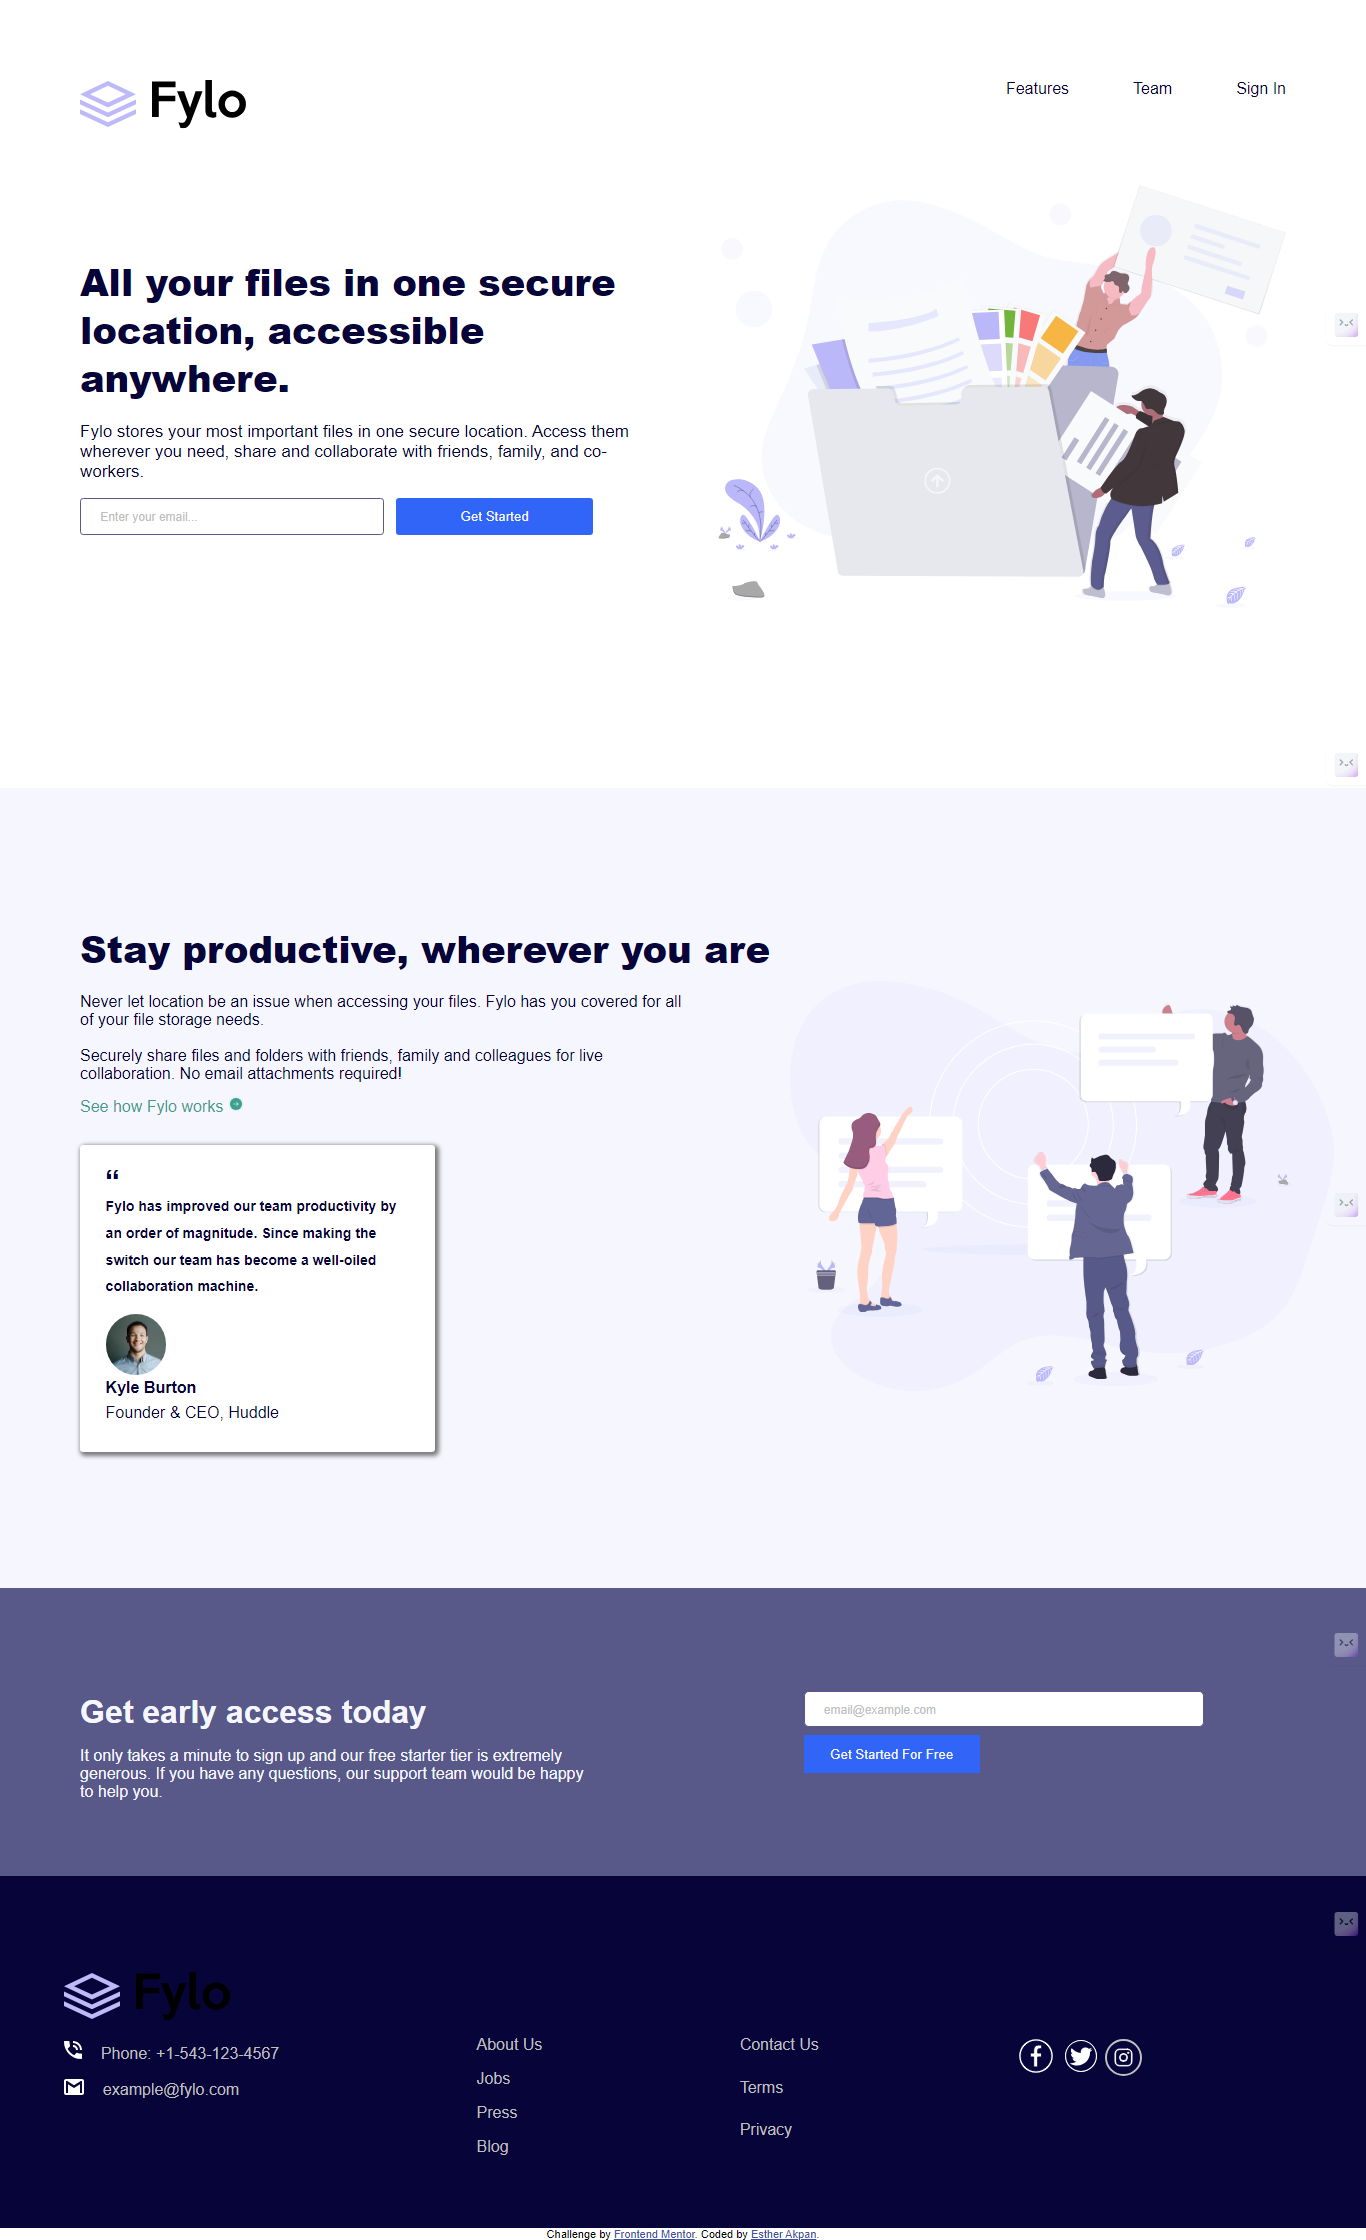 Fylo
Features
Team
Sign In
All your files in one secure
location, accessible
anywhere.
Fylo stores your most important files in one secure location. Access them
wherever you need, share and collaborate with friends, family, and co-
workers.
Enter your email...
Get Started
Stay productive, wherever you are
Never let location be an issue when accessing your files. Fylo has you covered for all
of your file storage needs.
Securely share files and folders with friends, family and colleagues for live
collaboration. No email attachments required!
See how Fylo works
“
Fylo has improved our team productivity by
an order of magnitude. Since making the
switch our team has become a well-oiled
collaboration machine.
Kyle Burton
Founder & CEO, Huddle
Get early access today
It only takes a minute to sign up and our free starter tier is extremely
generous. If you have any questions, our support team would be happy
to help you.
email@example.com
Get Started For Free
Fylo
Phone: +1-543-123-4567
example@fylo.com
About Us
Jobs
Press
Blog
Contact Us
Terms
Privacy
Challenge by Frontend Mentor. Coded by Esther Akpan.